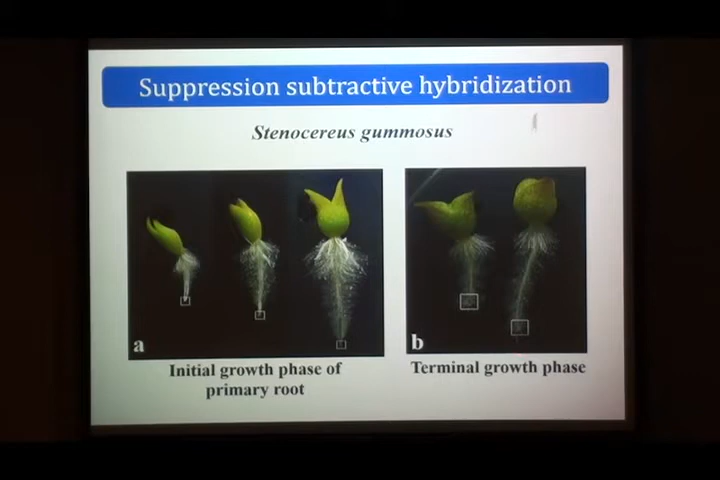 Suppression subtractive hybridization
Stenocereus gummosus
a
b
Initial growth phase of
primary root
Terminal growth phase